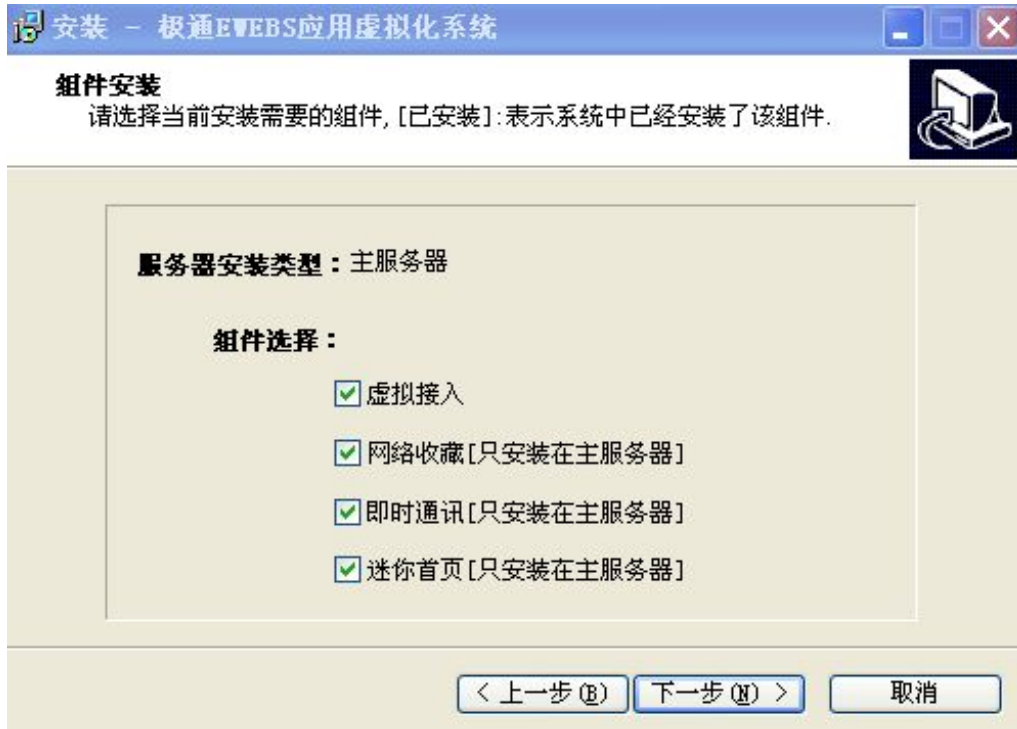 安装 - 极通EWEBS应用虚拟化系统
组件安装
请选择当前安装需要的组件,[已安装]:表示系统中已经安装了该组件.
服务器安装类型：主服务器
组件选择：
虚拟接入
网络收藏[只安装在主服务器]
即时通讯[只安装在主服务器]
迷你首页[只安装在主服务器]
< 上一步(B) 下一步(N) > 取消